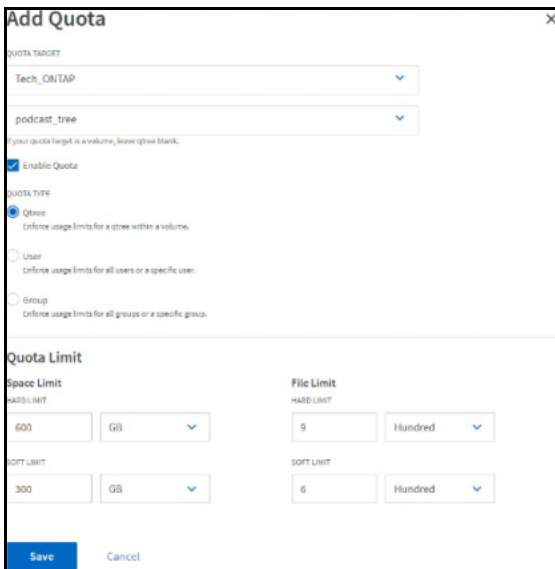 Add Quota
QUOTA TARGET
Tech_ONTAP
podcast_tree
If your quota target is a volume, leave qtree blank.
Enable Quota
QUOTA TYPE
Qtree
Enforce usage limits for a qtree within a volume.
User
Enforce usage limits for all users or a specific user.
Group
Enforce usage limits for all groups or a specific group.
Quota Limit
Space Limit File Limit
HARD LIMIT HARD LIMIT
600 GB 9 Hundred
SOFT LIMIT SOFT LIMIT
300 GB 6 Hundred
Save Cancel